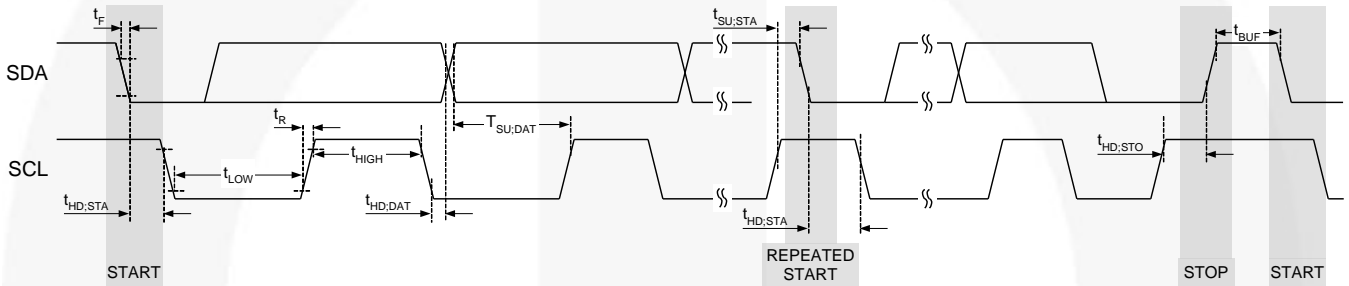 tF
tSU;STA
tBUF
SDA
tR
TSU;DAT
tHIGH
tHD;STO
SCL
tLOW
tHD;STA
tHD;DAT
tHD;STA
START
REPEATED
START
STOP
START